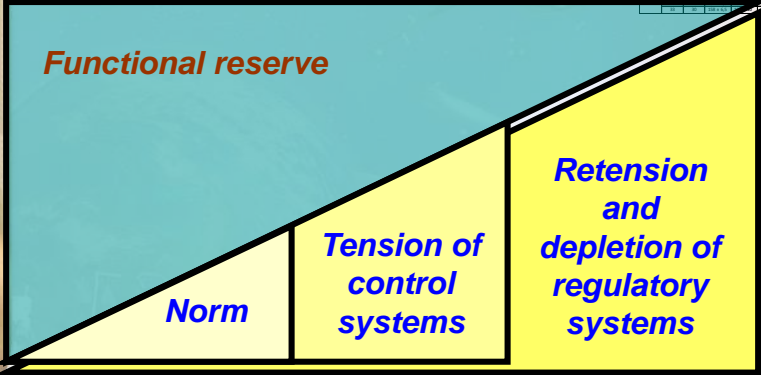 Functional reserve
Norm
Tension of
control
systems
Retension
and
depletion of
regulatory
systems